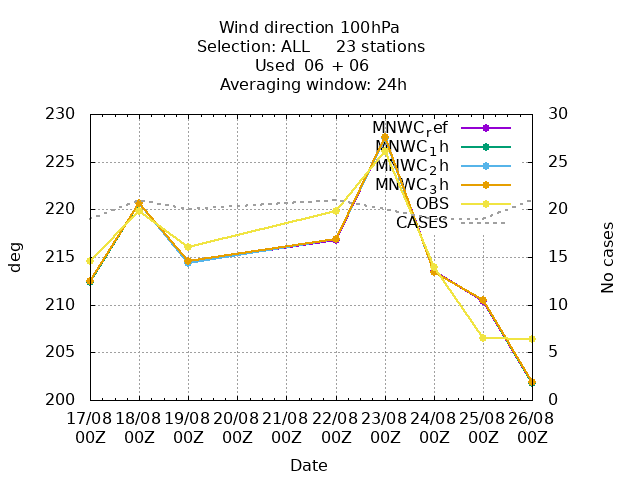 Wind direction 100hPa
Selection: ALL 23 stations
Used 06 + 06
Averaging window: 24h
230 30
MNWC_ref
MNWC_1h
225 25
MNWC_2h
MNWC_3h
OBS
220 20
CASES
deg
No cases
215 15
210 10
205 5
200 0
17/08 18/08 19/08 20/08 21/08 22/08 23/08 24/08 25/08 26/08
00Z 00Z 00Z 00Z 00Z 00Z 00Z 00Z 00Z 00Z
Date